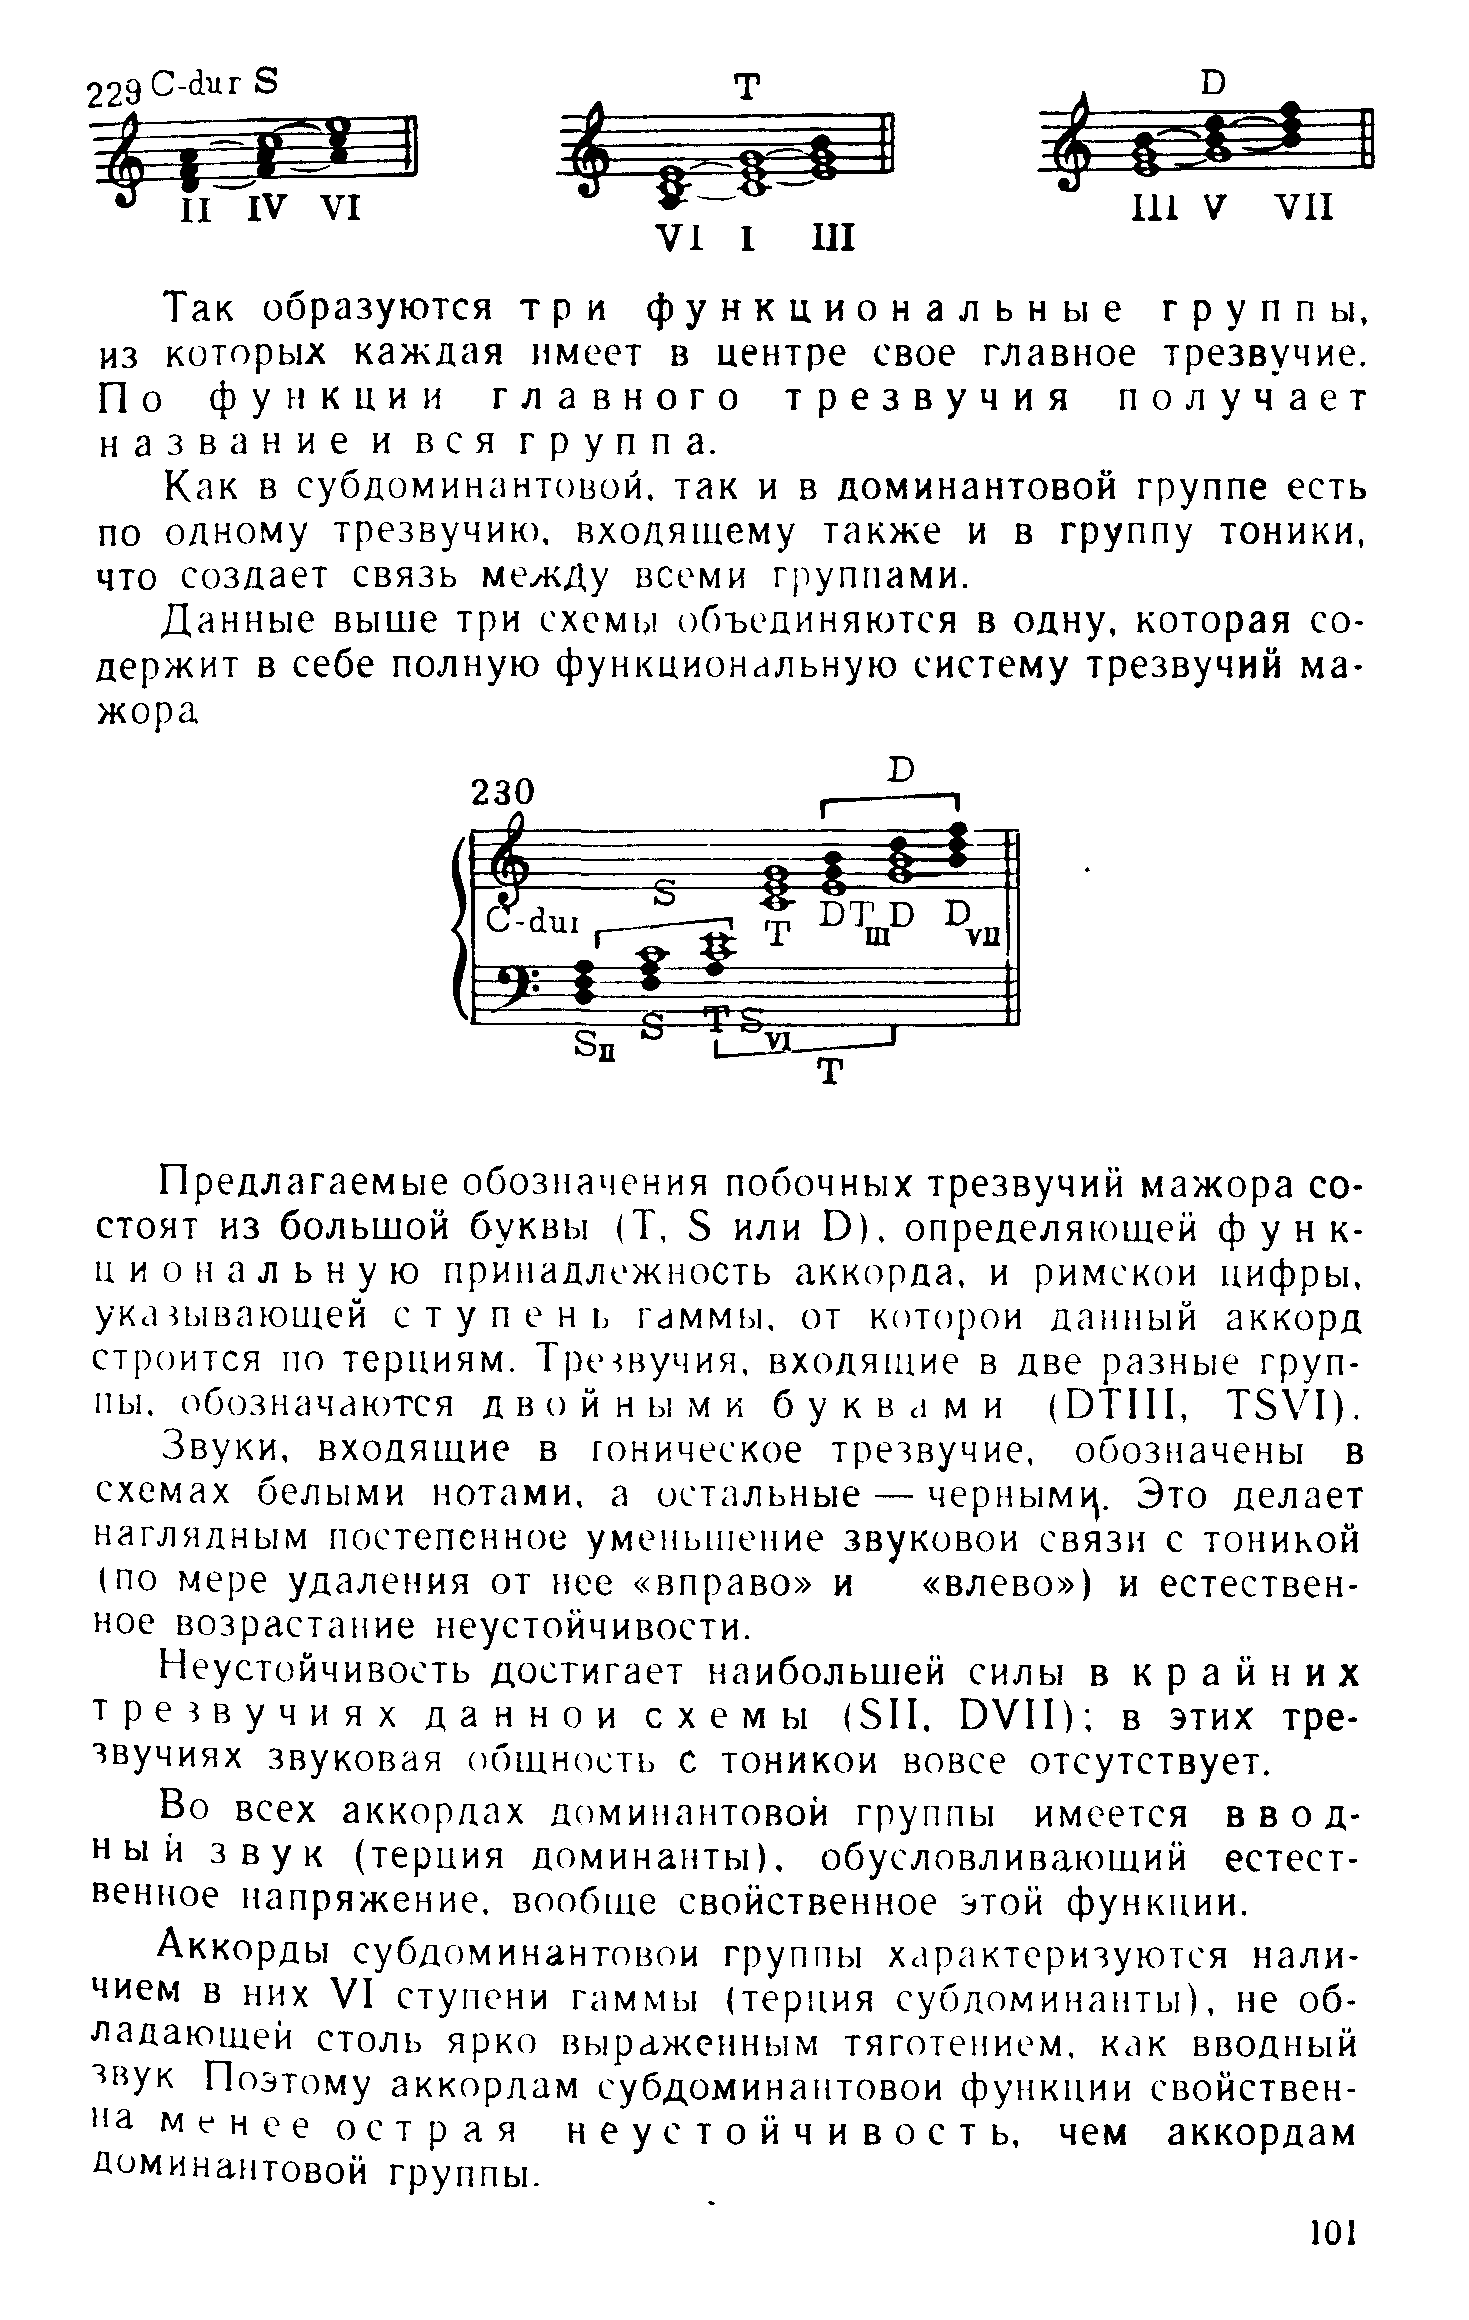 229 C-dur S T D
II IV VI VI I III III V VII
Так образуются три функциональные группы,
из которых каждая имеет в центре свое главное трезвучие.
По функции главного трезвучия получает
название и вся группа.
Как в субдоминантовой, так и в доминантовой группе есть
по одному трезвучию, входящему также и в группу тоники,
что создает связь между всеми группами.
Данные выше три схемы объединяются в одну, которая со-
держит в себе полную функциональную систему трезвучий ма-
жора
230 D
S
C-dur T DTIII D DVII
SII S TSVI
T
Предлагаемые обозначения побочных трезвучий мажора со-
стоят из большой буквы (T, S или D), определяющей функ-
циональную принадлежность аккорда, и римской цифры,
указывающей ступень гаммы, от которой данный аккорд
строится по терциям. Трезвучия, входящие в две разные груп-
пы, обозначаются двойными буквами (DTIII, TSVI).
Звуки, входящие в тоническое трезвучие, обозначены в
схемах белыми нотами, а остальные — черными. Это делает
наглядным постепенное уменьшение звуковой связи с тоникой
(по мере удаления от нее «вправо» и «влево») и естествен-
ное возрастание неустойчивости.
Неустойчивость достигает наибольшей силы в крайних
трезвучиях данной схемы (SII, DVII); в этих тре-
звучиях звуковая общность с тоникой вовсе отсутствует.
Во всех аккордах доминантовой группы имеется ввод-
ный звук (терция доминанты), обусловливающий естест-
венное напряжение, вообще свойственное этой функции.
Аккорды субдоминантовой группы характеризуются нали-
чием в них VI ступени гаммы (терция субдоминанты), не об-
ладающей столь ярко выраженным тяготением, как вводный
звук Поэтому аккордам субдоминантовой функции свойствен-
на менее острая неустойчивость, чем аккордам
доминантовой группы.
101